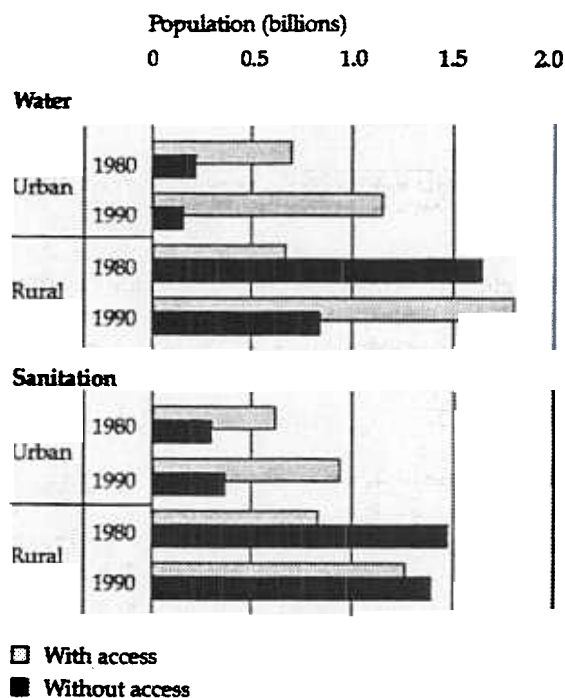 Population (billions)
0 0.5 1.0 1.5 2.0
Water
Urban
1980
1990
Rural
1980
1990
Sanitation
Urban
1980
1990
Rural
1980
1990
With access
Without access